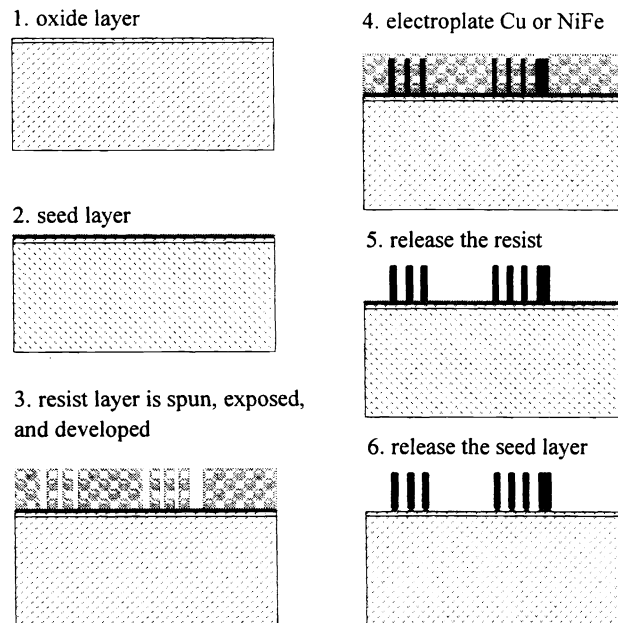 1. oxide layer
2. seed layer
3. resist layer is spun, exposed,
and developed
4. electroplate Cu or NiFe
5. release the resist
6. release the seed layer